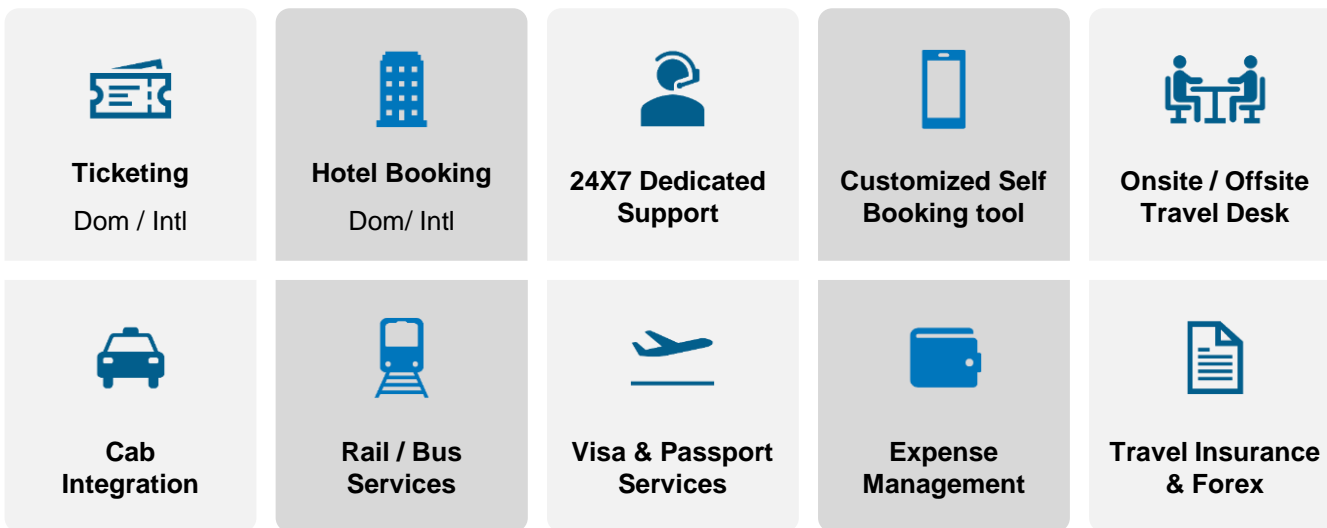 Ticketing
Dom / Intl
Hotel Booking
Dom/ Intl
24X7 Dedicated
Support
Customized Self
Booking tool
Onsite / Offsite
Travel Desk
Cab
Integration
Rail / Bus
Services
Visa & Passport
Services
Expense
Management
Travel Insurance
& Forex